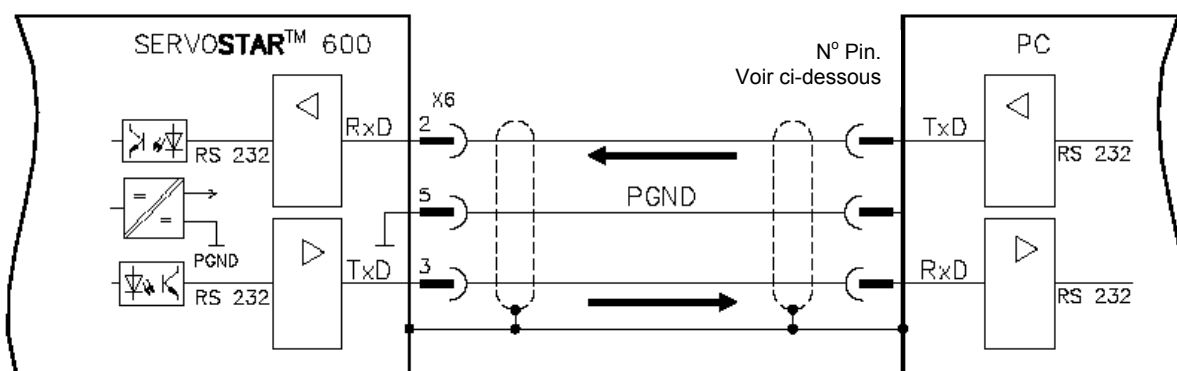 SERVOSTAR™ 600
N° Pin.
Voir ci-dessous
PC
X6
RxD
2
TxD
RS 232
RS 232
=
=
5
PGND
PGND
TxD
3
RxD
RS 232
RS 232